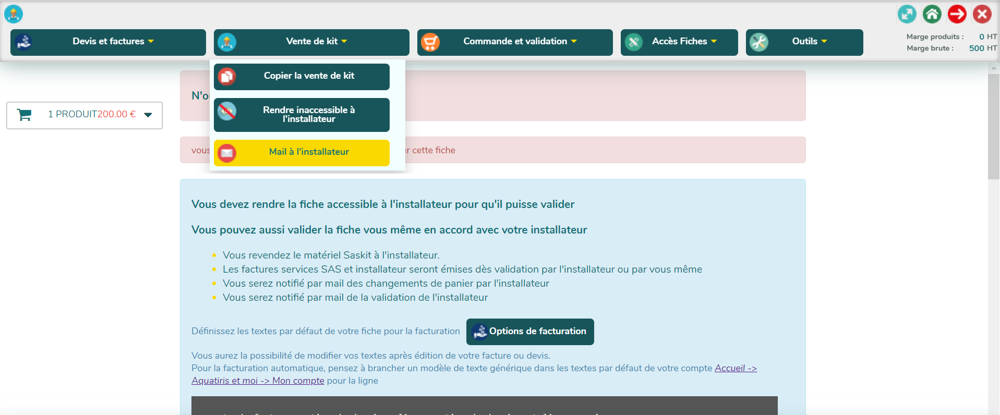 Devis et factures
Vente de kit
Commande et validation
Accès Fiches
Outils
Marge produits : 0 HT
Marge brute : 500 HT
Copier la vente de kit
Rendre inaccessible à
l'installateur
Mail à l'installateur
1 PRODUIT200.00 €
vous
cette fiche
Vous devez rendre la fiche accessible à l'installateur pour qu'il puisse valider
Vous pouvez aussi valider la fiche vous même en accord avec votre installateur
Vous revendez le matériel Saskit à l'installateur.
Les factures services SAS et installateur seront émises dès validation par l'installateur ou par vous même
Vous serez notifié par mail des changements de panier par l'installateur
Vous serez notifié par mail de la validation de l'installateur
Définissez les textes par défaut de votre fiche pour la facturation Options de facturation
Vous aurez la possibilité de modifier vos textes après édition de votre facture ou devis.
Pour la facturation automatique, pensez à brancher un modèle de texte générique dans les textes par défaut de votre compte Accueil ->
Aquatiris et moi -> Mon compte pour la ligne